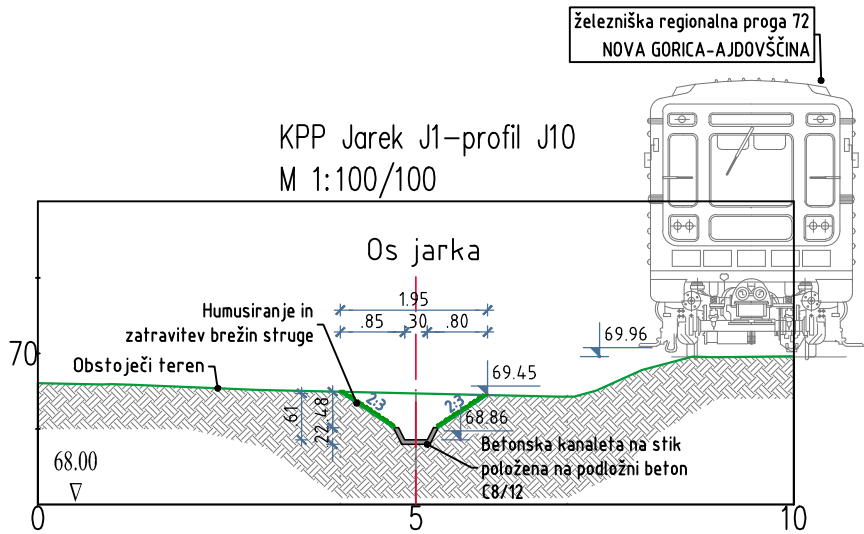 železniška regionalna proga 72
NOVA GORICA-AJDOVŠČINA
KPP Jarek J1-profil J10
M 1:100/100
Os jarka
1.95
.85 .30 .80
Humusiranje in
zatravitev brežin struge
69.96
70
Obstoječi teren
69.45
2:3
2:3
.61
.22 .48
68.86
Betonska kanaleta na stik
položena na podložni beton
C8/12
68.00
0
5
10